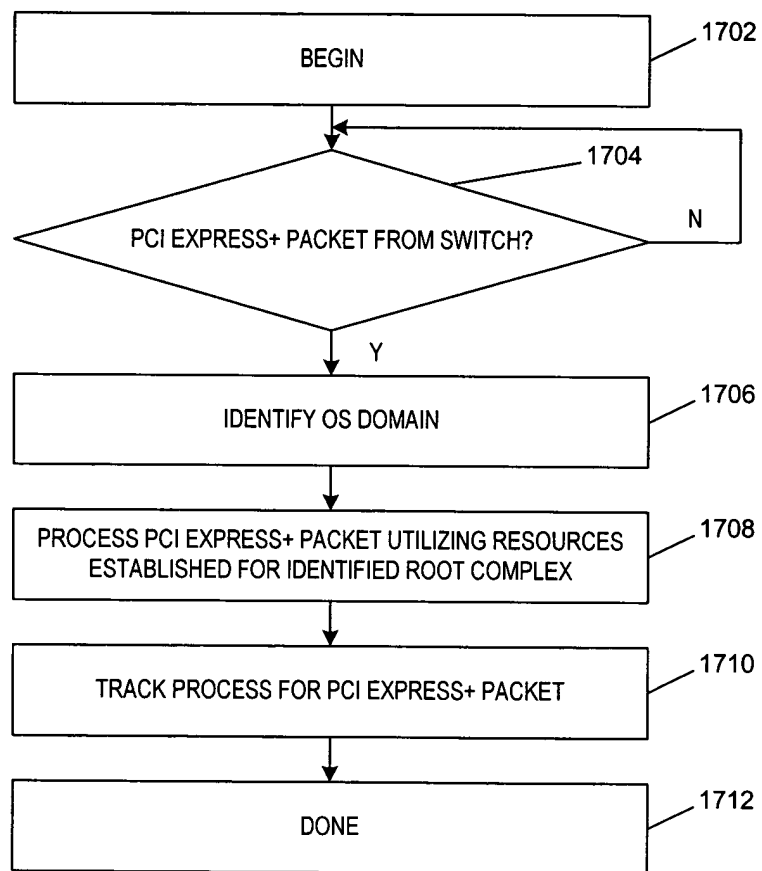 BEGIN
1702
1704
PCI EXPRESS+ PACKET FROM SWITCH?
N
Y
IDENTIFY OS DOMAIN
1706
PROCESS PCI EXPRESS+ PACKET UTILIZING RESOURCES
ESTABLISHED FOR IDENTIFIED ROOT COMPLEX
1708
TRACK PROCESS FOR PCI EXPRESS+ PACKET
1710
DONE
1712